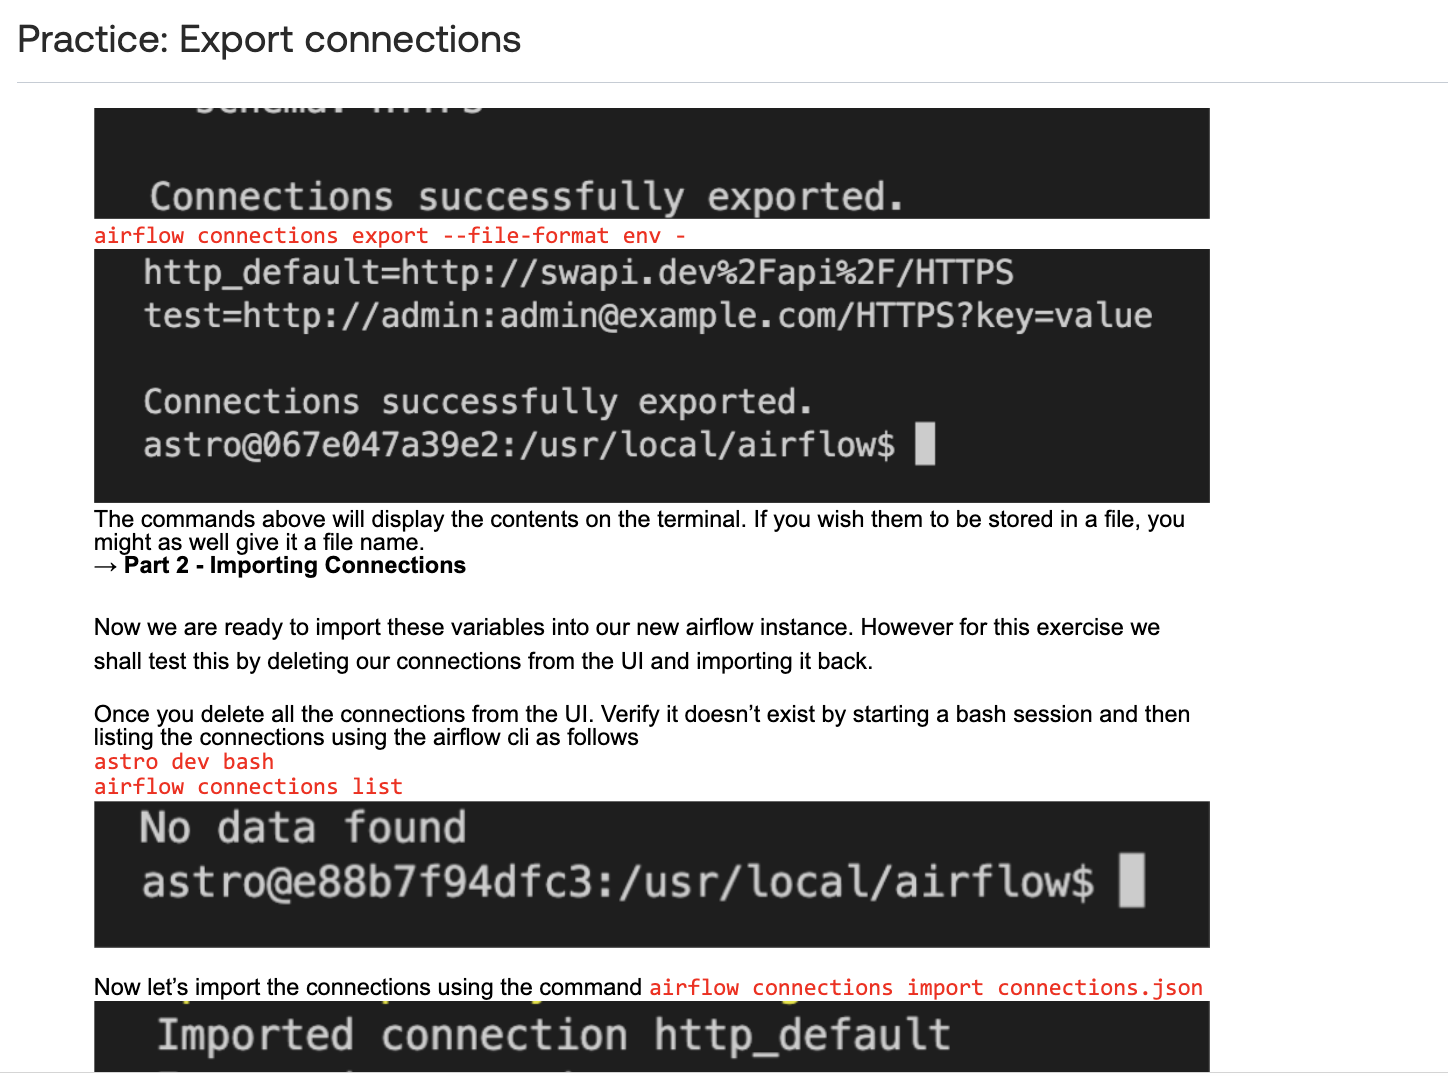 Practice: Export connections
Schema: HTTPS
Connections successfully exported.
airflow connections export --file-format env -
http_default=http://swapi.dev%2Fapi%2F/HTTPS
test=http://admin:admin@example.com/HTTPS?key=value
Connections successfully exported.
astro@067e047a39e2:/usr/local/airflow$
The commands above will display the contents on the terminal. If you wish them to be stored in a file, you
might as well give it a file name.
→ Part 2 - Importing Connections
Now we are ready to import these variables into our new airflow instance. However for this exercise we
shall test this by deleting our connections from the UI and importing it back.
Once you delete all the connections from the UI. Verify it doesn’t exist by starting a bash session and then
listing the connections using the airflow cli as follows
astro dev bash
airflow connections list
No data found
astro@e88b7f94dfc3:/usr/local/airflow$
Now let’s import the connections using the command airflow connections import connections.json
Imported connection http_default